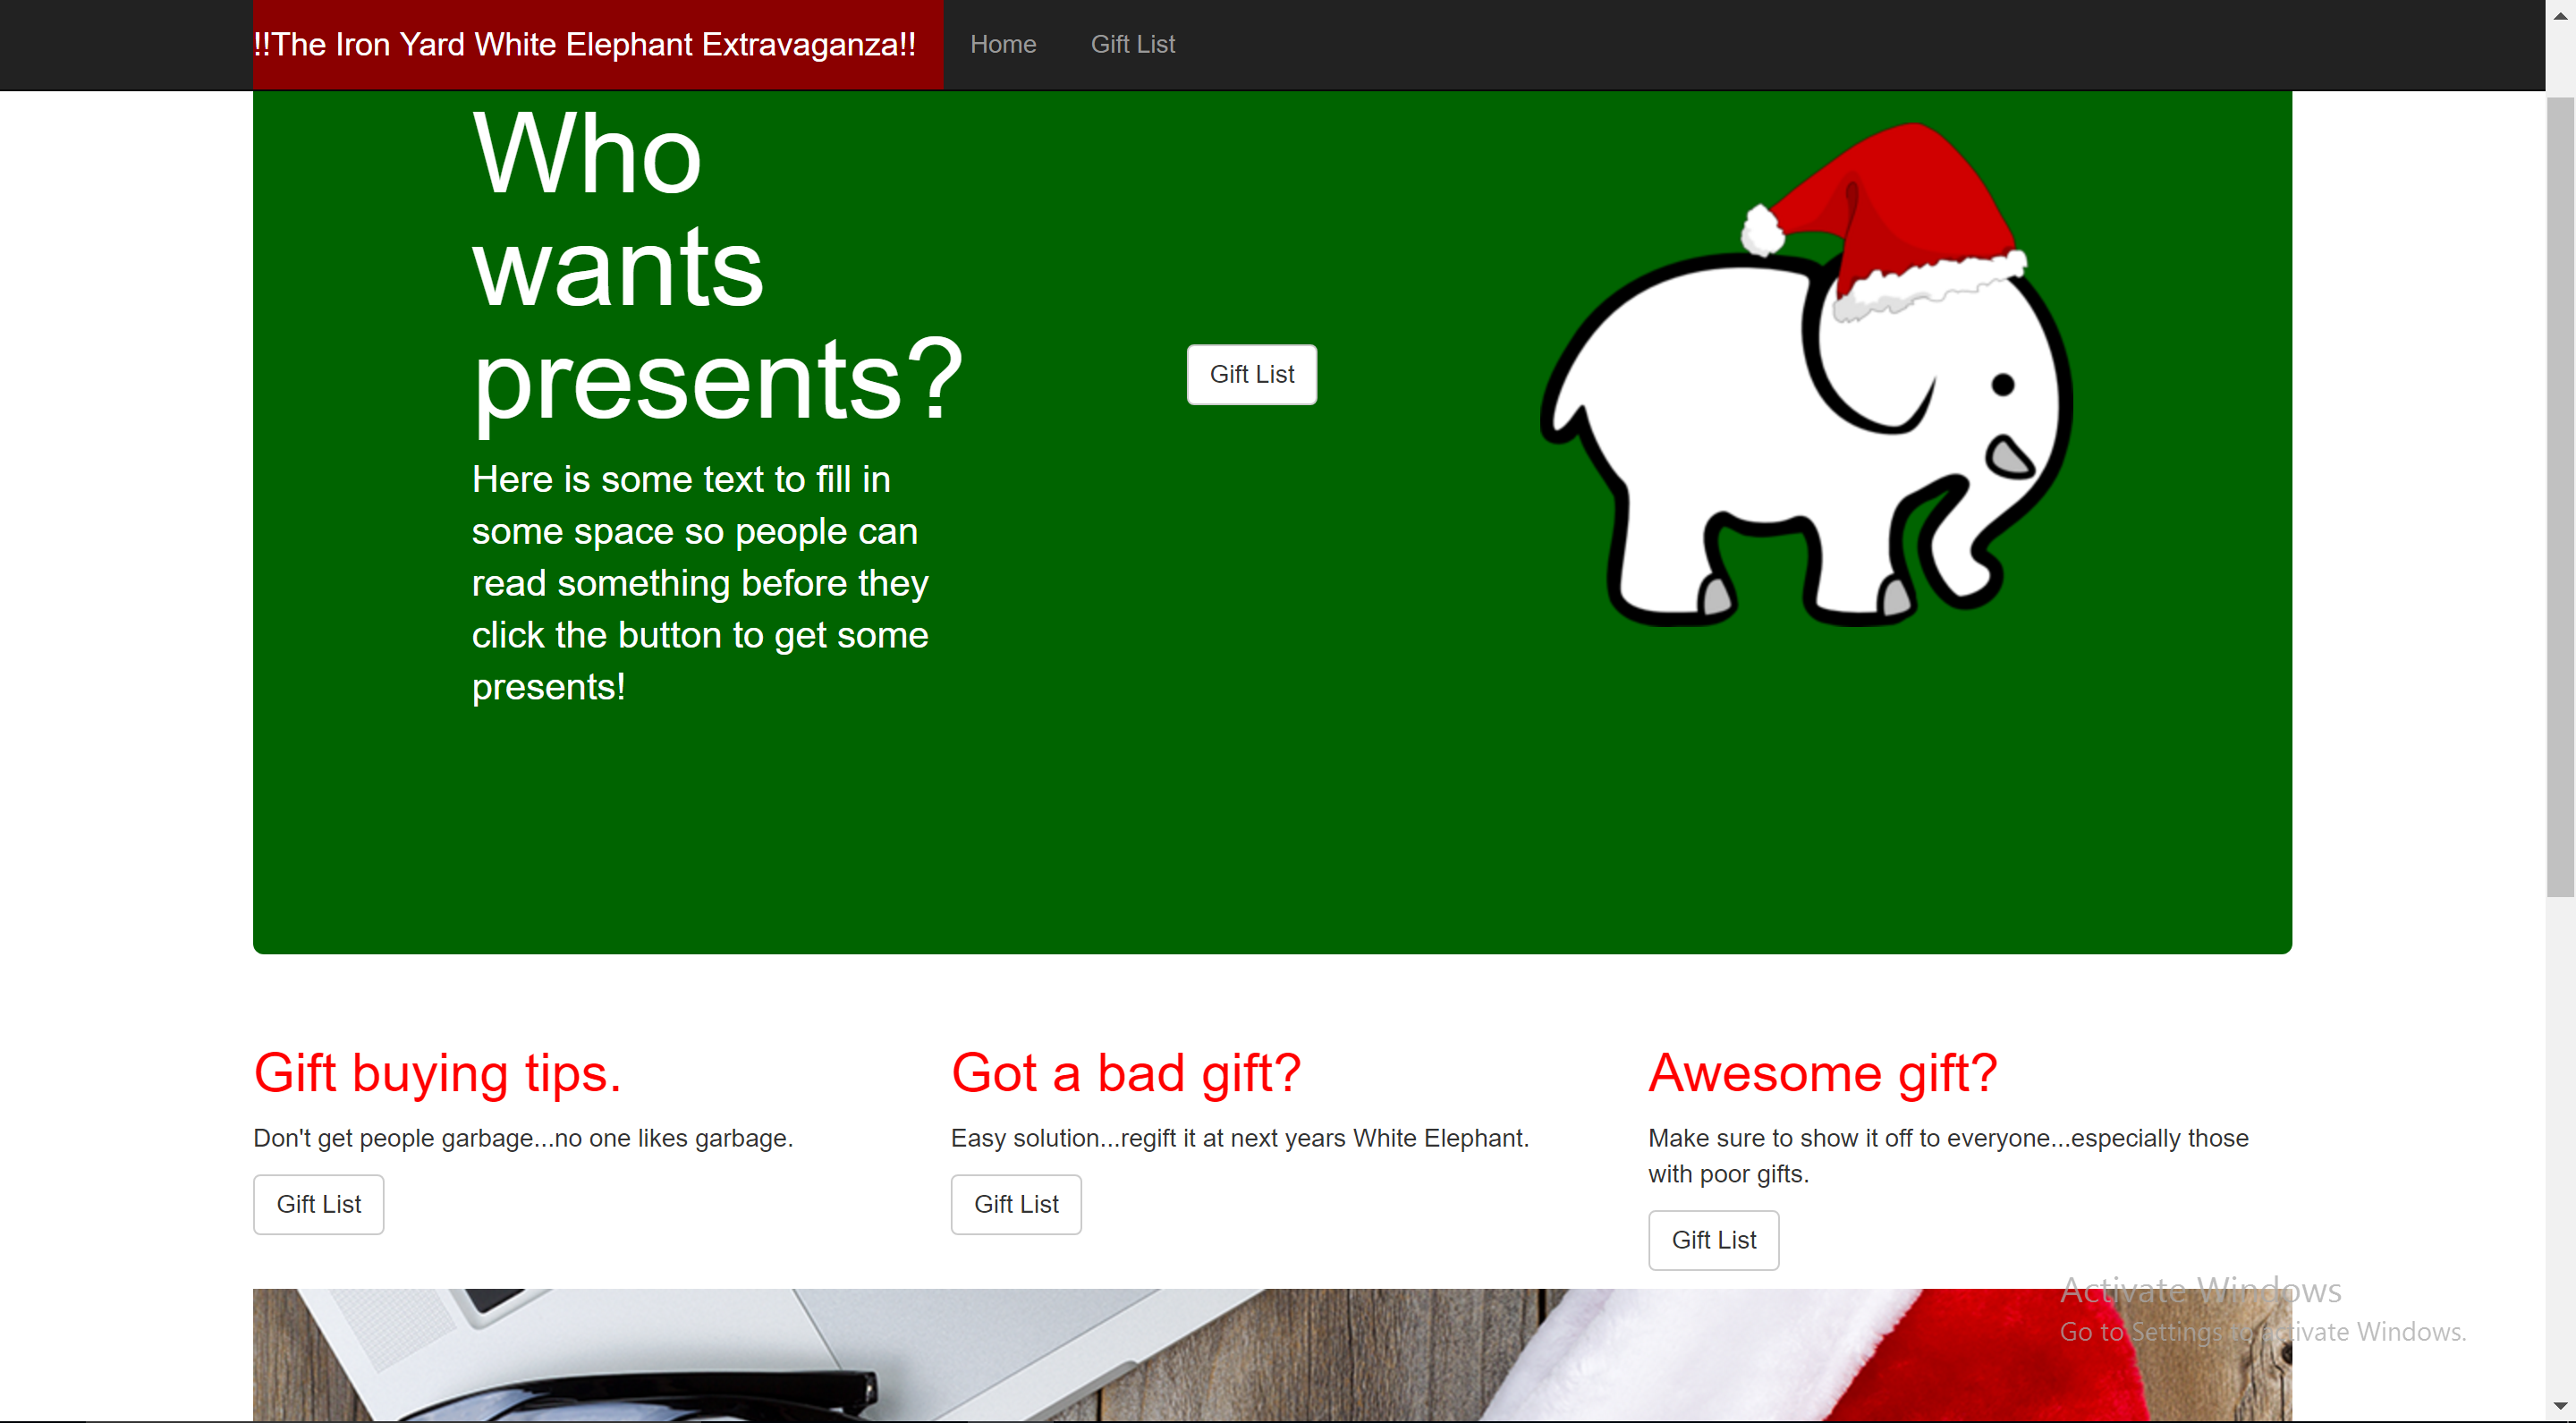 !!The Iron Yard White Elephant Extravaganza!!
Home
Gift List
Who
wants
presents?
Here is some text to fill in
some space so people can
read something before they
click the button to get some
presents!
Gift List
Gift buying tips.
Don't get people garbage...no one likes garbage.
Gift List
Got a bad gift?
Easy solution...regift it at next years White Elephant.
Gift List
Awesome gift?
Make sure to show it off to everyone...especially those
with poor gifts.
Gift List
Activate Windows
Go to Settings to activate Windows.